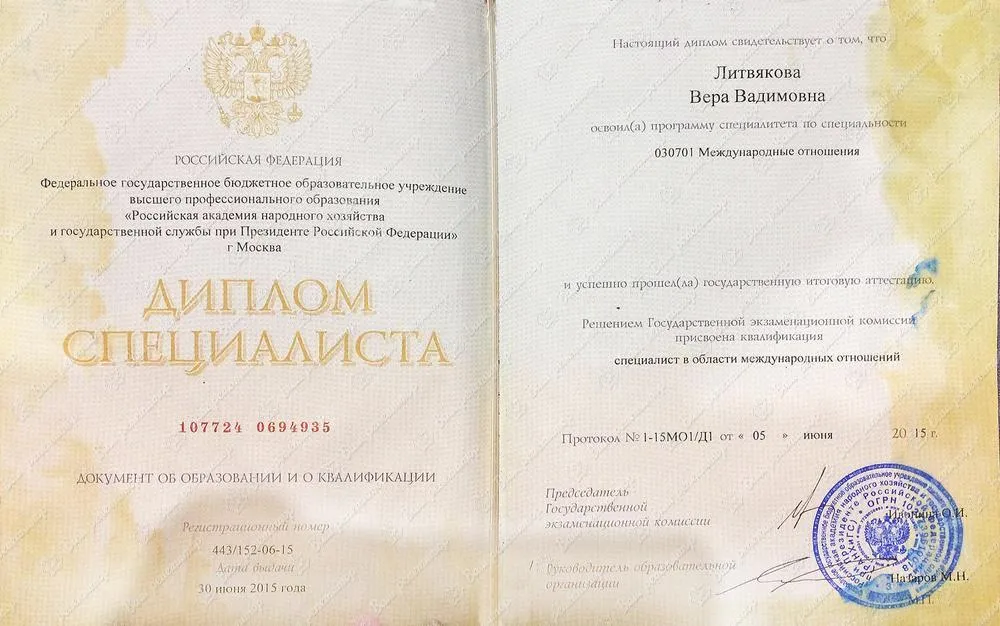 РОССИЙСКАЯ ФЕДЕРАЦИЯ
Федеральное государственное бюджетное образовательное учреждение
высшего профессионального образования
«Российская академия народного хозяйства
и государственной службы при Президенте Российской Федерации»
г Москва
ДИПЛОМ
СПЕЦИАЛИСТА
107724 0694935
ДОКУМЕНТ ОБ ОБРАЗОВАНИИ И О КВАЛИФИКАЦИИ
Регистрационный номер
443/152-06-15
Дата выдачи
30 июня 2015 года
Настоящий диплом свидетельствует о том, что
Литвякова
Вера Вадимовна
освоил(а) программу специалитета по специальности
030701 Международные отношения
и успешно прошел(ла) государственную итоговую аттестацию.
Решением Государственной экзаменационной комиссии
присвоена квалификация
специалист в области международных отношений
Протокол № 1-15МО1/Д1 от « 05 » июня 2015 г.
Председатель
Государственной
экзаменационной комиссии
О.И.
Руководитель образовательной
организации
Назаров М.Н.
М.П.